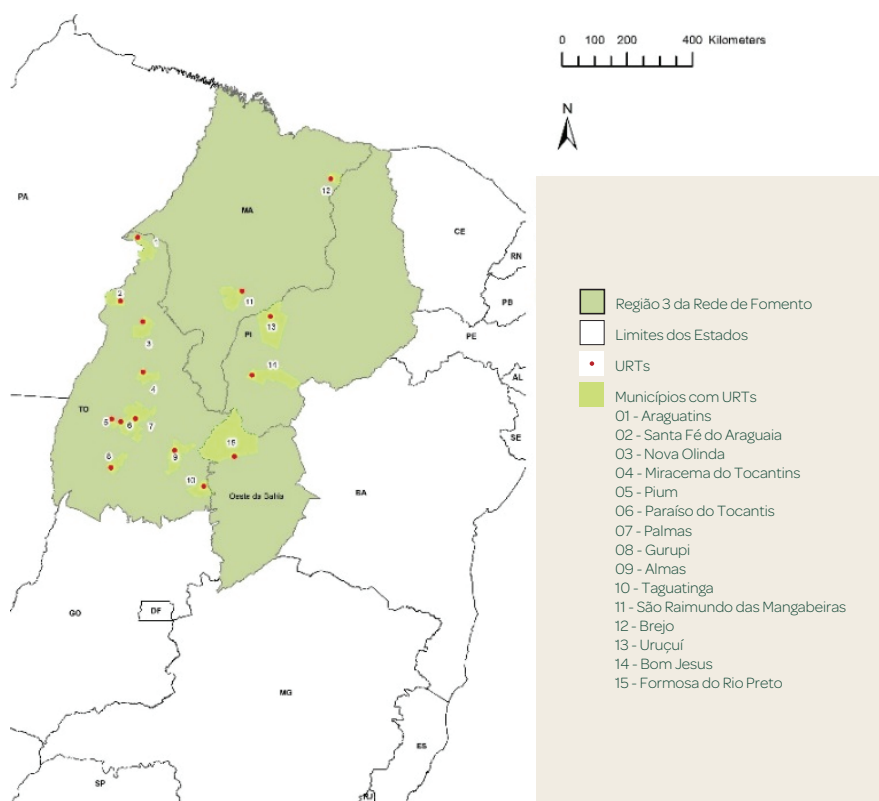 0 100 200 400 Kilometers
N
PA
MA
CE
RN
PB
PE
AL
SE
PI
TO
BA
Oeste da Bahia
GO
DF
MG
ES
SP
RJ
1
2
3
4
5
6
7
8
9
10
11
12
13
14
15
Região 3 da Rede de Fomento
Limites dos Estados
URTs
Municípios com URTs
01 - Araguatins
02 - Santa Fé do Araguaia
03 - Nova Olinda
04 - Miracema do Tocantins
05 - Pium
06 - Paraíso do Tocantis
07 - Palmas
08 - Gurupi
09 - Almas
10 - Taguatinga
11 - São Raimundo das Mangabeiras
12 - Brejo
13 - Uruçuí
14 - Bom Jesus
15 - Formosa do Rio Preto